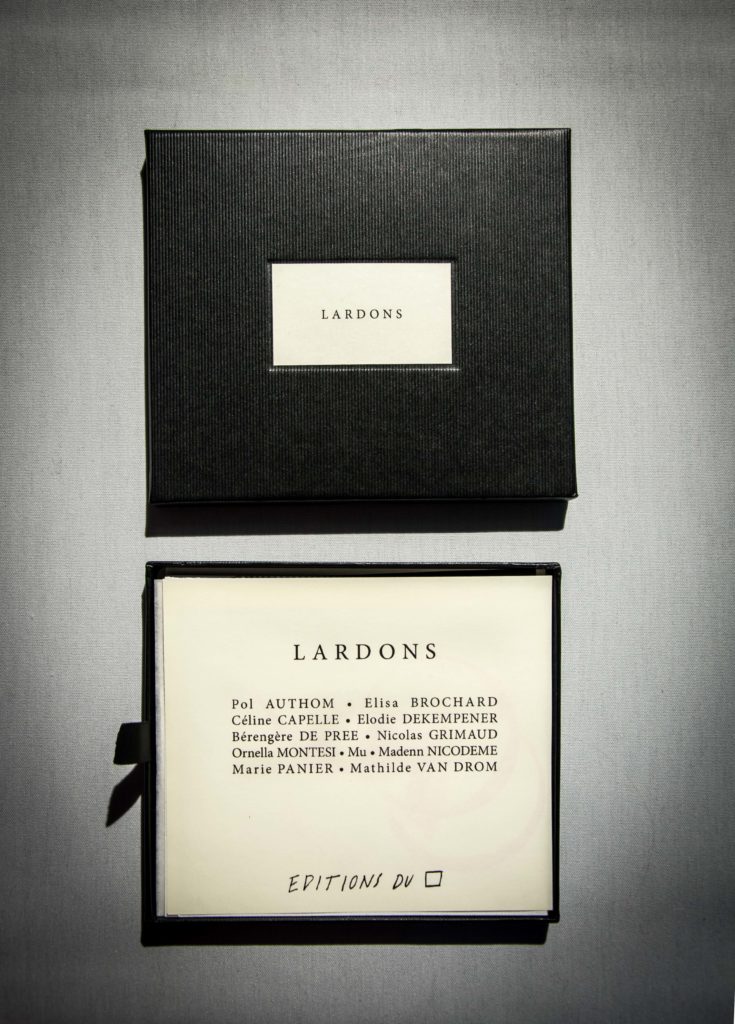 LARDONS
LARDONS
Pol AUTHOM • Elisa BROCHARD
Céline CAPELLE • Elodie DEKEMPENER
Bérengère DE PREE • Nicolas GRIMAUD
Ornella MONTESI • Mu • Madenn NICODEME
Marie PANIER • Mathilde VAN DROM
EDITIONS DU □